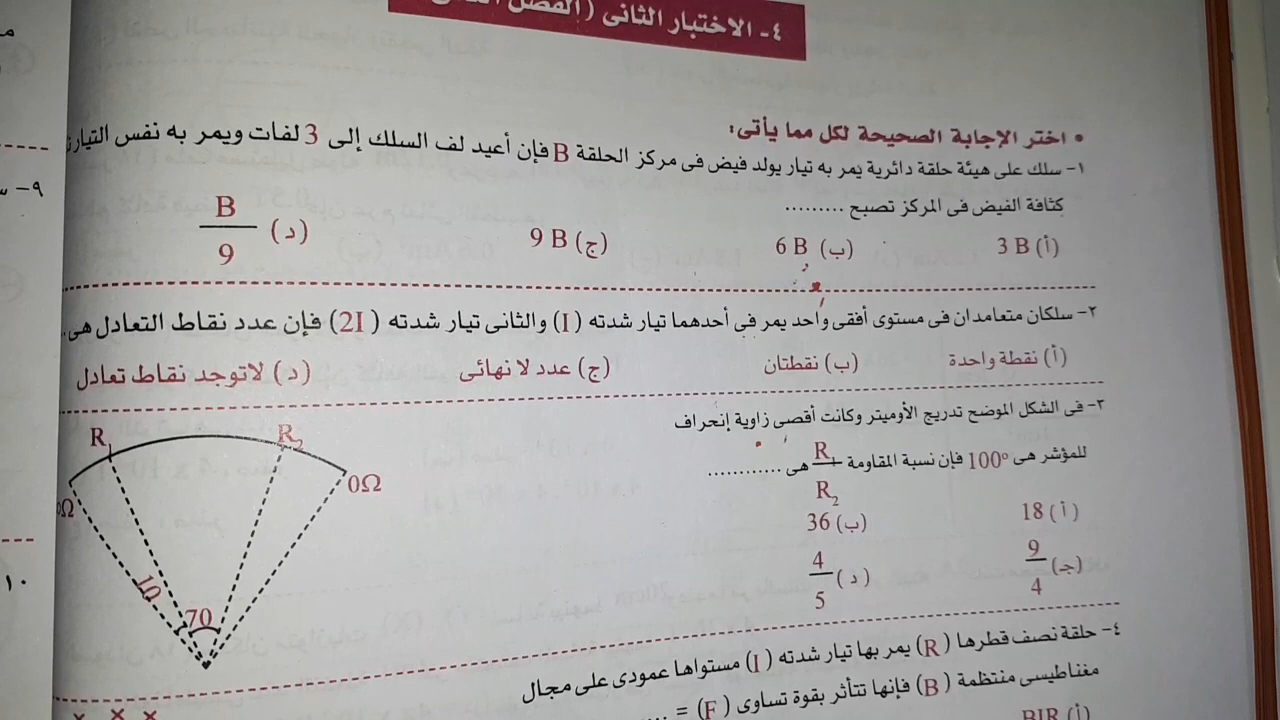 ٤- الاختبار الثانى (الفصل
• اختر الإجابة الصحيحة لكل مما يأتى:
١- سلك على هيئة حلقة دائرية يمر به تيار يولد فيض فى مركز الحلقة B فإن أعيد لف السلك إلى 3 لفات ويمر به نفس التيار
كثافة الفيض فى المركز تصبح .........
(أ) 3 B (ب) 6 B (ج) 9 B (د) B/9
٢- سلكان متعامدان فى مستوى أفقى واحد يمر فى أحدهما تيار شدته (I) والثانى تيار شدته (2I) فإن عدد نقاط التعادل هى
(أ) نقطة واحدة (ب) نقطتان (ج) عدد لا نهائى (د) لاتوجد نقاط تعادل
٣- فى الشكل الموضح تدريج الأوميتر وكانت أقصى زاوية إنحراف
للمؤشر هى 100° فإن نسبة المقاومة R1/R2 هى ............
(أ) 18 (ب) 36
(جـ) 9/4 (د) 4/5
R1 R2
0Ω
Ω
10
70
٤- حلقة نصف قطرها (R) يمر بها تيار شدته (I) مستواها عمودى على مجال
مغناطيسى منتظمة (B) فإنها تتأثر بقوة تساوى (F) = ....
(أ) BIR
× × ×
٩-
١٠